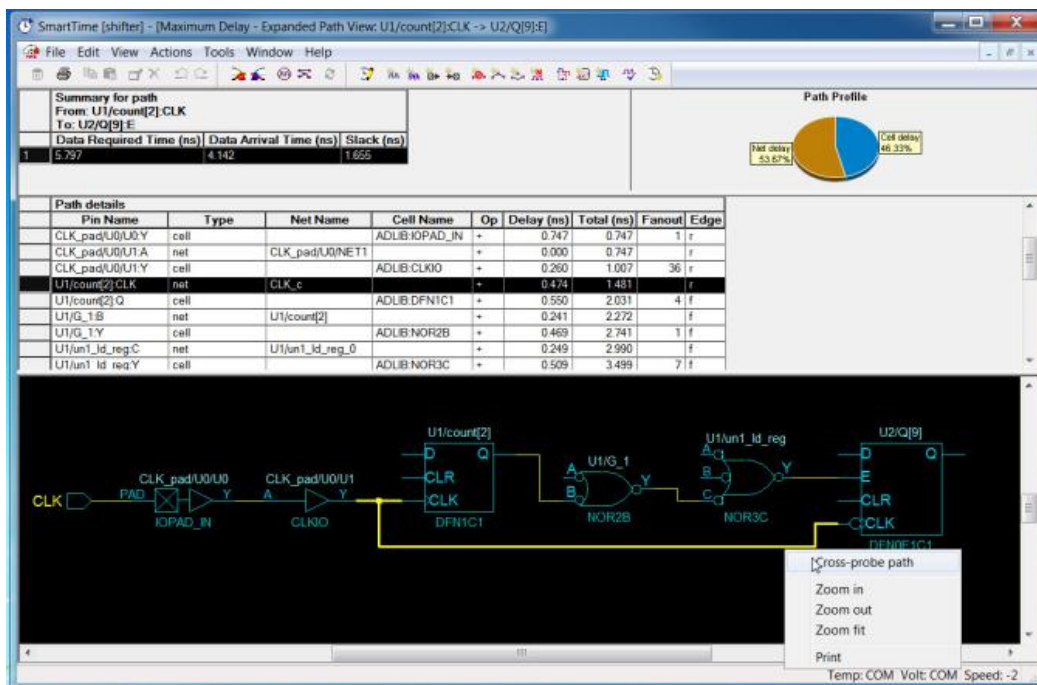 SmartTime [shifter] - [Maximum Delay - Expanded Path View: U1/count[2]:CLK -> U2/Q[9]:E]
File Edit View Actions Tools Window Help
Summary for path
From: U1/count[2]:CLK
To: U2/Q[9]:E
Data Required Time (ns) Data Arrival Time (ns) Slack (ns)
1 5.797 4.142 1.655
Path Profile
Cell delay
46.33%
Net delay
53.67%
Path details
Pin Name Type Net Name Cell Name Op Delay (ns) Total (ns) Fanout Edge
CLK_pad/U0/U0:Y cell ADLIB:IOPAD_IN + 0.747 0.747 1 r
CLK_pad/U0/U1:A net CLK_pad/U0/NET1 + 0.000 0.747 r
CLK_pad/U0/U1:Y cell ADLIB:CLKIO + 0.260 1.007 36 r
U1/count[2]:CLK net CLK_c + 0.474 1.481 r
U1/count[2]:Q cell ADLIB:DFN1C1 + 0.550 2.031 4 f
U1/G_1:B net U1/count[2] + 0.241 2.272 f
U1/G_1:Y cell ADLIB:NOR2B + 0.469 2.741 1 f
U1/un1_ld_reg:C net U1/un1_ld_reg_0 + 0.249 2.990 f
U1/un1_ld_reg:Y cell ADLIB:NOR3C + 0.509 3.499 7 f
U1/count[2] U1/un1_ld_reg U2/Q[9]
D Q A D Q
U1/G_1
CLK_pad/U0/U0 CLK_pad/U0/U1 CLR A Y B Y E
CLK PAD Y A Y CLK B C CLR
IOPAD_IN CLKIO DFN1C1 NOR2B NOR3C CLK
DFN0E1C1
Cross-probe path
Zoom in
Zoom out
Zoom fit
Print
Temp: COM Volt: COM Speed: -2